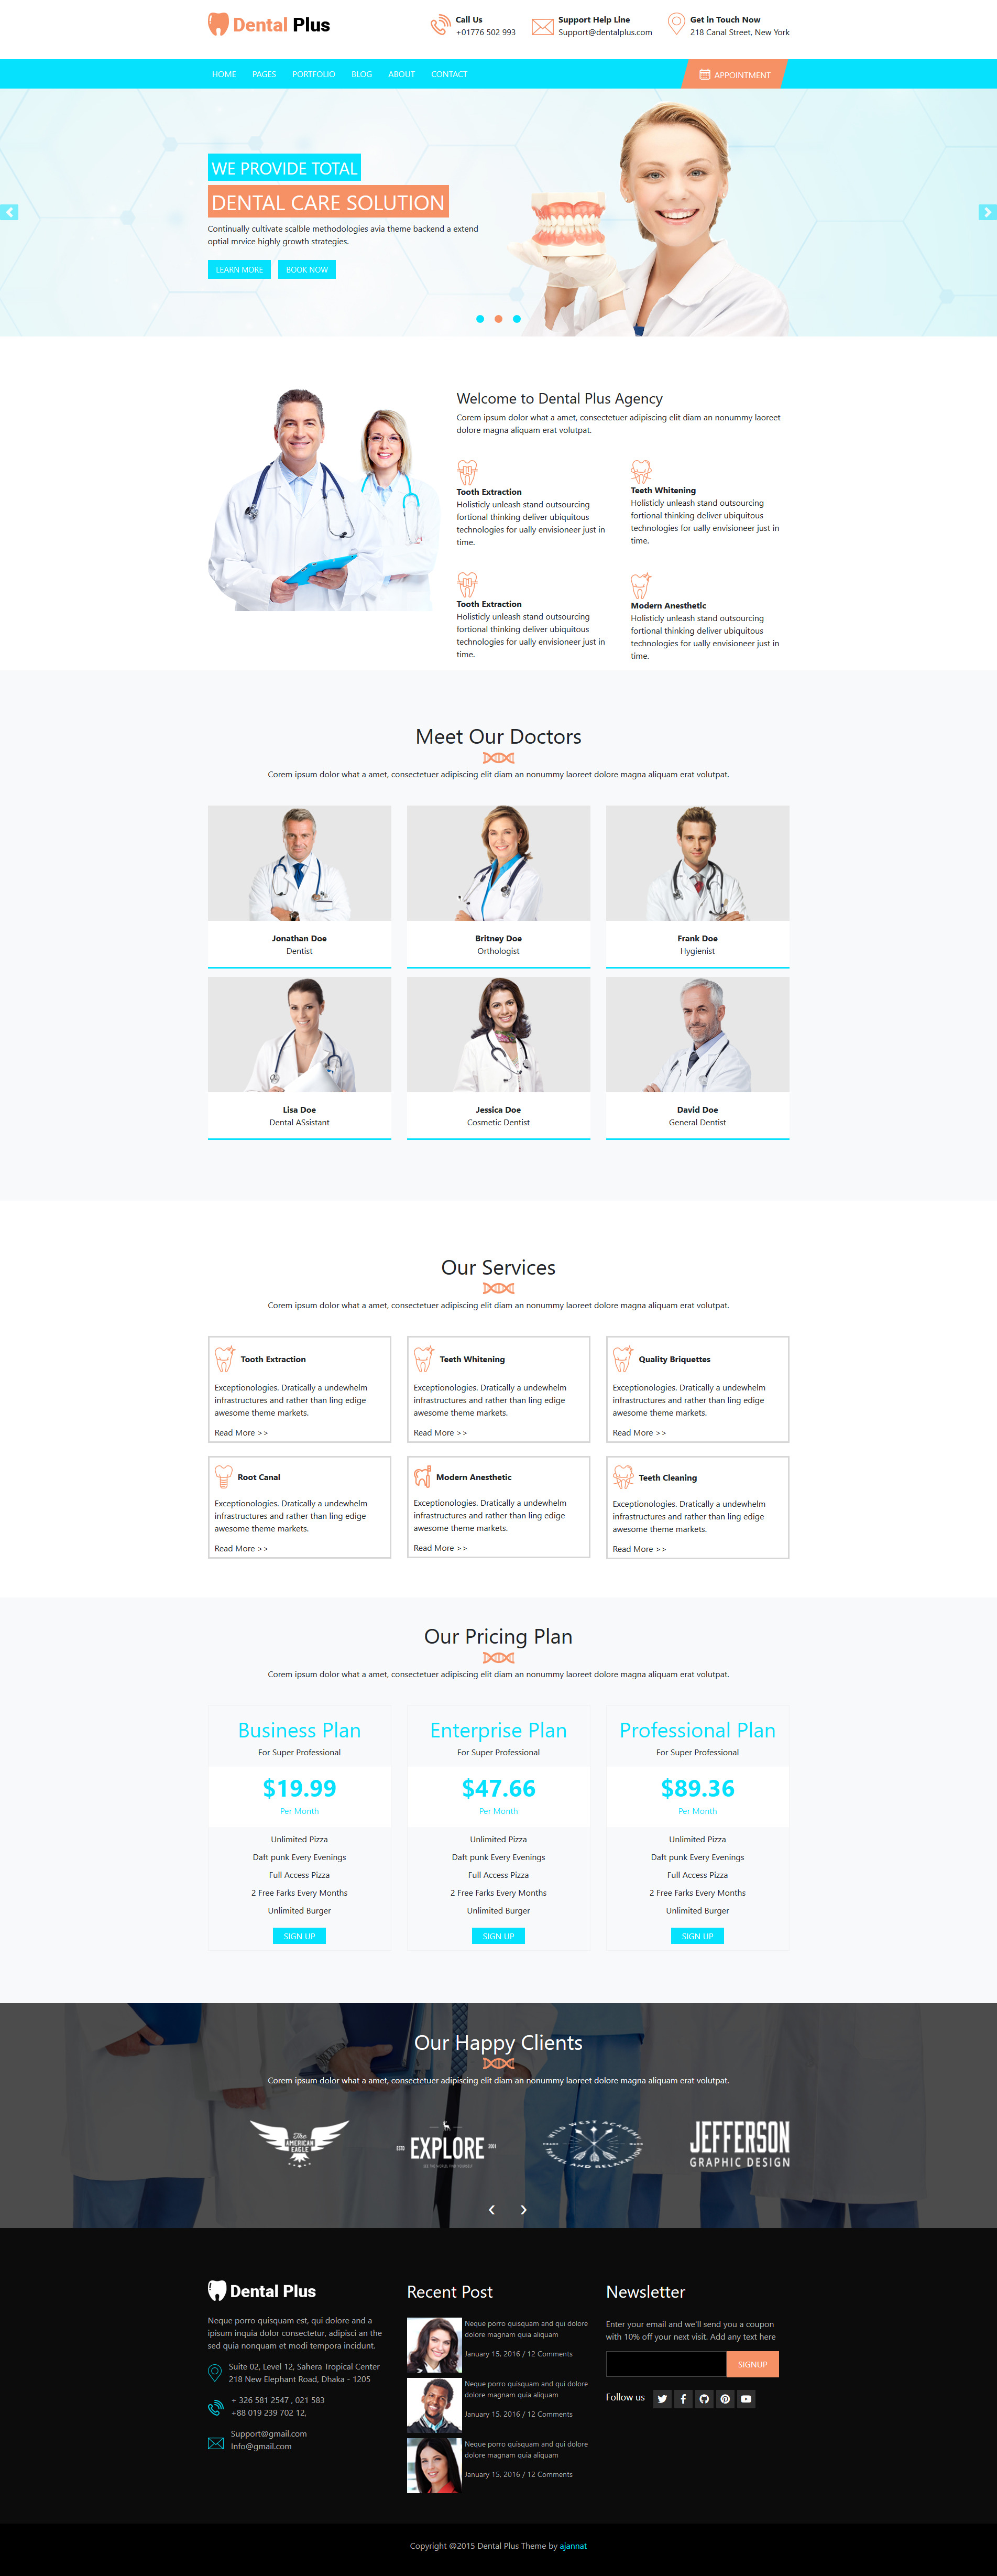 Dental Plus
Call Us
+01776 502 993
Support Help Line
Support@dentalplus.com
Get in Touch Now
218 Canal Street, New York
HOME PAGES PORTFOLIO BLOG ABOUT CONTACT
APPOINTMENT
WE PROVIDE TOTAL
DENTAL CARE SOLUTION
Continually cultivate scalble methodologies avia theme backend a extend
optial mrvice highly growth strategies.
LEARN MORE BOOK NOW
Welcome to Dental Plus Agency
Corem ipsum dolor what a amet, consectetuer adipiscing elit diam an nonummy laoreet
dolore magna aliquam erat volutpat.
Tooth Extraction
Holisticly unleash stand outsourcing
fortional thinking deliver ubiquitous
technologies for ually envisioneer just in
time.
Teeth Whitening
Holisticly unleash stand outsourcing
fortional thinking deliver ubiquitous
technologies for ually envisioneer just in
time.
Tooth Extraction
Holisticly unleash stand outsourcing
fortional thinking deliver ubiquitous
technologies for ually envisioneer just in
time.
Modern Anesthetic
Holisticly unleash stand outsourcing
fortional thinking deliver ubiquitous
technologies for ually envisioneer just in
time.
Meet Our Doctors
Corem ipsum dolor what a amet, consectetuer adipiscing elit diam an nonummy laoreet dolore magna aliquam erat volutpat.
Jonathan Doe
Dentist
Britney Doe
Orthologist
Frank Doe
Hygienist
Lisa Doe
Dental ASsistant
Jessica Doe
Cosmetic Dentist
David Doe
General Dentist
Our Services
Corem ipsum dolor what a amet, consectetuer adipiscing elit diam an nonummy laoreet dolore magna aliquam erat volutpat.
Tooth Extraction
Exceptionologies. Dratically a undewhelm
infrastructures and rather than ling edige
awesome theme markets.
Read More >>
Teeth Whitening
Exceptionologies. Dratically a undewhelm
infrastructures and rather than ling edige
awesome theme markets.
Read More >>
Quality Briquettes
Exceptionologies. Dratically a undewhelm
infrastructures and rather than ling edige
awesome theme markets.
Read More >>
Root Canal
Exceptionologies. Dratically a undewhelm
infrastructures and rather than ling edige
awesome theme markets.
Read More >>
Modern Anesthetic
Exceptionologies. Dratically a undewhelm
infrastructures and rather than ling edige
awesome theme markets.
Read More >>
Teeth Cleaning
Exceptionologies. Dratically a undewhelm
infrastructures and rather than ling edige
awesome theme markets.
Read More >>
Our Pricing Plan
Corem ipsum dolor what a amet, consectetuer adipiscing elit diam an nonummy laoreet dolore magna aliquam erat volutpat.
Business Plan
For Super Professional
$19.99
Per Month
Unlimited Pizza
Daft punk Every Evenings
Full Access Pizza
2 Free Farks Every Months
Unlimited Burger
SIGN UP
Enterprise Plan
For Super Professional
$47.66
Per Month
Unlimited Pizza
Daft punk Every Evenings
Full Access Pizza
2 Free Farks Every Months
Unlimited Burger
SIGN UP
Professional Plan
For Super Professional
$89.36
Per Month
Unlimited Pizza
Daft punk Every Evenings
Full Access Pizza
2 Free Farks Every Months
Unlimited Burger
SIGN UP
Our Happy Clients
Corem ipsum dolor what a amet, consectetuer adipiscing elit diam an nonummy laoreet dolore magna aliquam erat volutpat.
The
AMERICAN
EAGLE
ESTD EXPLORE
WILD WEST ACADEMY
TRAVEL AND RELAXATION
JEFFERSON
GRAPHIC DESIGN
Dental Plus
Neque porro quisquam est, qui dolore and a
ipsum inquia dolor consectetur, adipisci an the
sed quia nonquam et modi tempora incidunt.
Suite 02, Level 12, Sahera Tropical Center
218 New Elephant Road, Dhaka - 1205
+ 326 581 2547 , 021 583
+88 019 239 702 12,
Support@gmail.com
Info@gmail.com
Recent Post
Neque porro quisquam and qui dolore
dolore magnam quia aliquam
January 15, 2016 / 12 Comments
Neque porro quisquam and qui dolore
dolore magnam quia aliquam
January 15, 2016 / 12 Comments
Neque porro quisquam and qui dolore
dolore magnam quia aliquam
January 15, 2016 / 12 Comments
Newsletter
Enter your email and we'll send you a coupon
with 10% off your next visit. Add any text here
SIGNUP
Follow us
Copyright @2015 Dental Plus Theme by ajannat